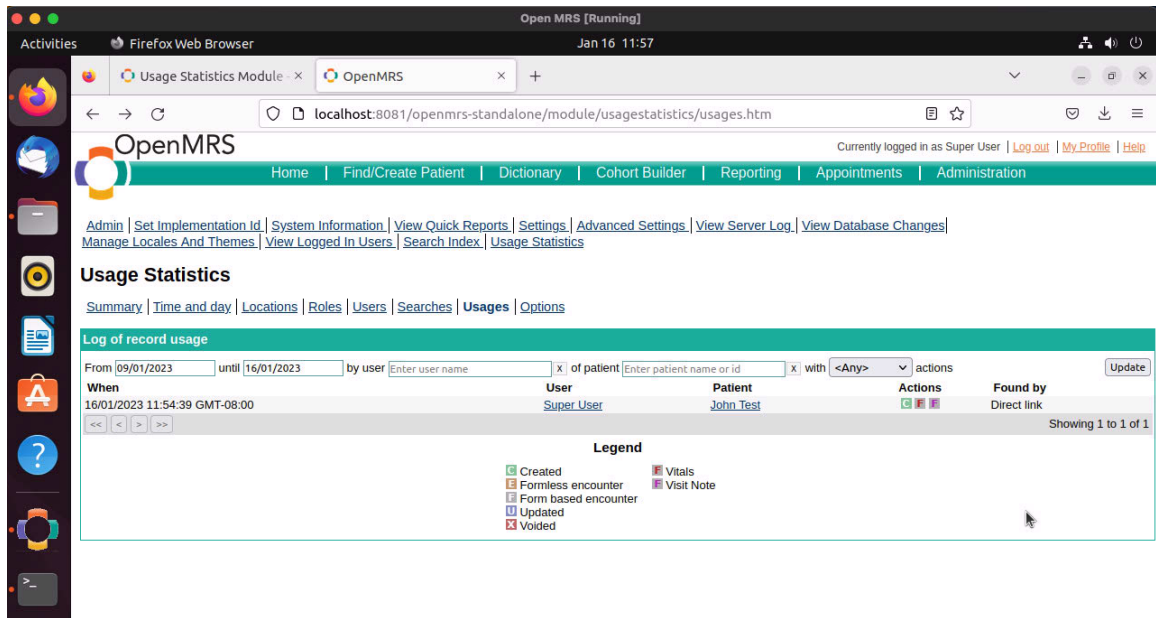 Open MRS [Running]
Activities Firefox Web Browser Jan 16 11:57
Usage Statistics Module - × OpenMRS × +
localhost:8081/openmrs-standalone/module/usagestatistics/usages.htm
OpenMRS
Currently logged in as Super User | Log out | My Profile | Help
Home | Find/Create Patient | Dictionary | Cohort Builder | Reporting | Appointments | Administration
Admin | Set Implementation Id | System Information | View Quick Reports | Settings | Advanced Settings | View Server Log | View Database Changes|
Manage Locales And Themes | View Logged In Users | Search Index | Usage Statistics
Usage Statistics
Summary | Time and day | Locations | Roles | Users | Searches | Usages | Options
Log of record usage
From 09/01/2023 until 16/01/2023 by user Enter user name x of patient Enter patient name or id x with <Any> actions Update
When User Patient Actions Found by
16/01/2023 11:54:39 GMT-08:00 Super User John Test C F F Direct link
<< < > >> Showing 1 to 1 of 1
Legend
C Created F Vitals
E Formless encounter F Visit Note
F Form based encounter
U Updated
X Voided